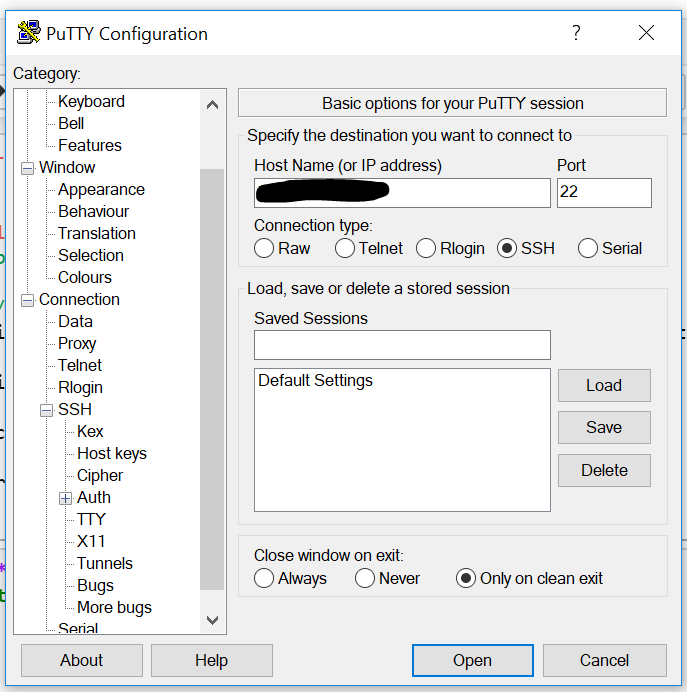 PuTTY Configuration
?
Category:
Keyboard
Bell
Features
Window
Appearance
Behaviour
Translation
Selection
Colours
Connection
Data
Proxy
Telnet
Rlogin
SSH
Kex
Host keys
Cipher
Auth
TTY
X11
Tunnels
Bugs
More bugs
Serial
Basic options for your PuTTY session
Specify the destination you want to connect to
Host Name (or IP address) Port
22
Connection type:
Raw Telnet Rlogin SSH Serial
Load, save or delete a stored session
Saved Sessions
Default Settings
Load
Save
Delete
Close window on exit:
Always Never Only on clean exit
About Help Open Cancel